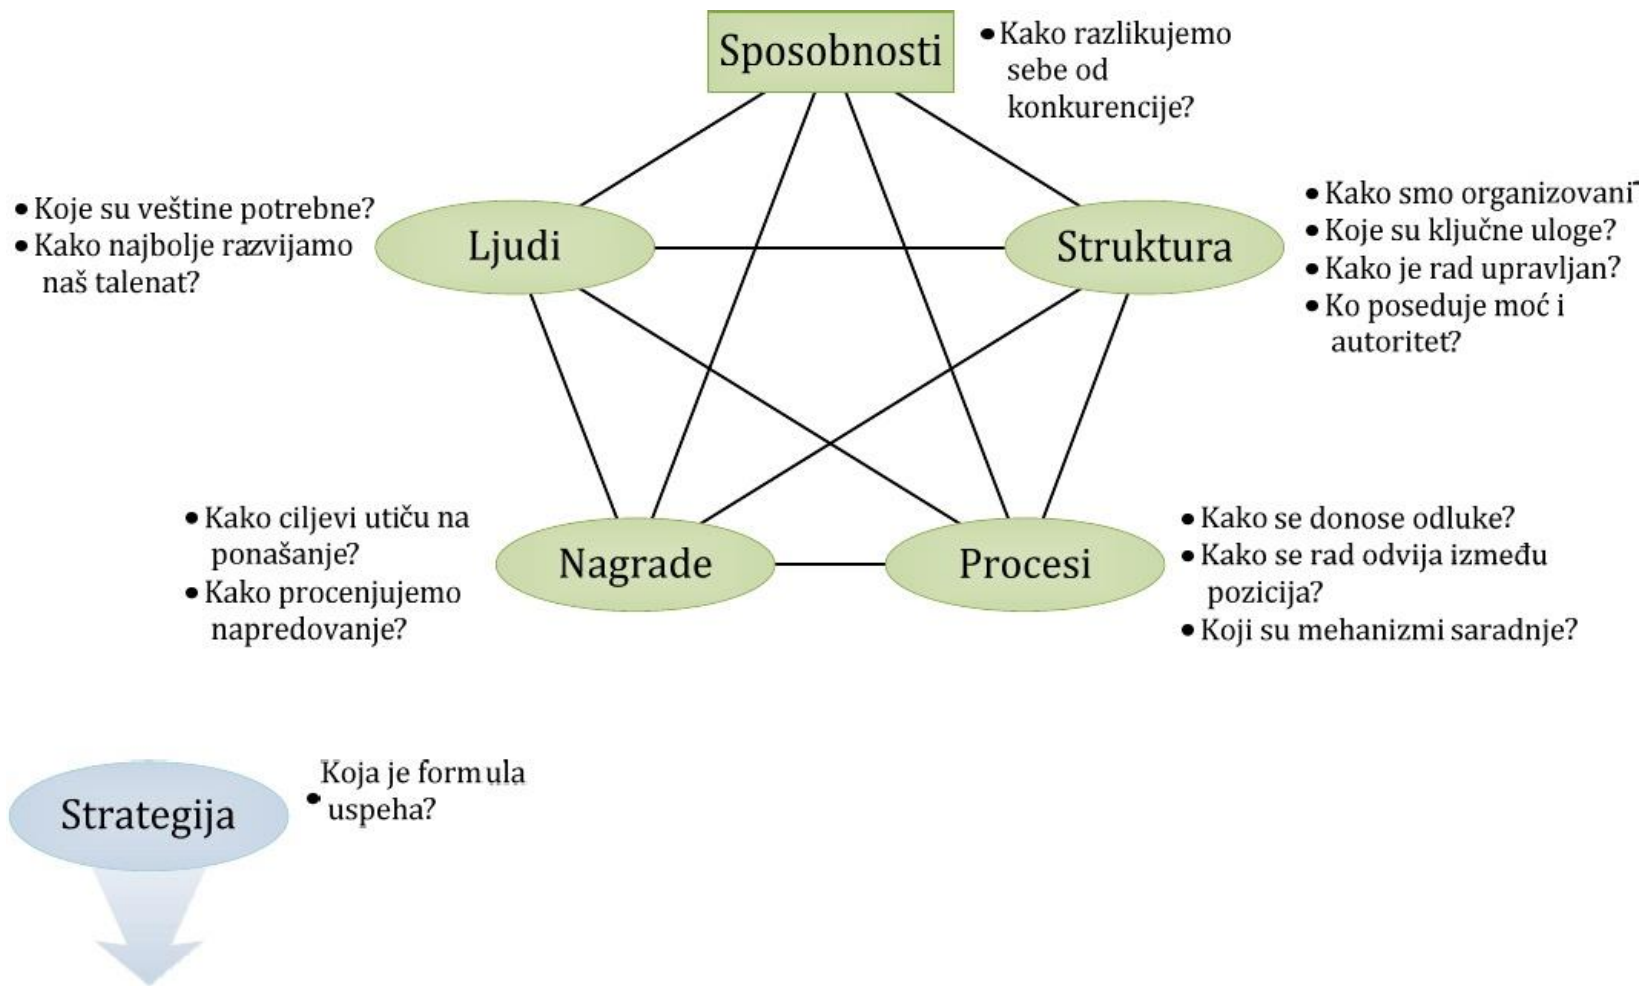 Sposobnosti
• Kako razlikujemo
sebe od
konkurencije?
• Koje su veštine potrebne?
• Kako najbolje razvijamo
naš talenat?
Ljudi
Struktura
• Kako smo organizovani
• Koje su ključne uloge?
• Kako je rad upravljan?
• Ko poseduje moć i
autoritet?
• Kako ciljevi utiču na
ponašanje?
• Kako procenjujemo
napredovanje?
Nagrade
Procesi
• Kako se donose odluke?
• Kako se rad odvija između
pozicija?
• Koji su mehanizmi saradnje?
Strategija
• Koja je formula
uspeha?